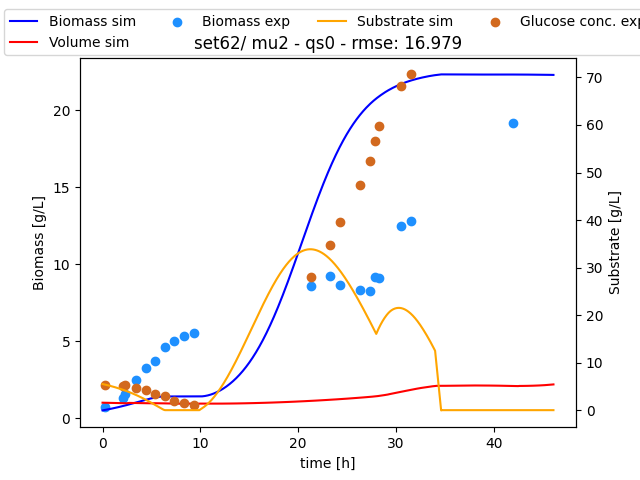 Biomass sim Biomass exp Substrate sim Glucose conc. exp
Volume sim
set62/ mu2 - qs0 - rmse: 16.979
Biomass [g/L]
20
15
10
5
0
70
60
50
40
30
20
10
0
Substrate [g/L]
0 10 20 30 40
time [h]